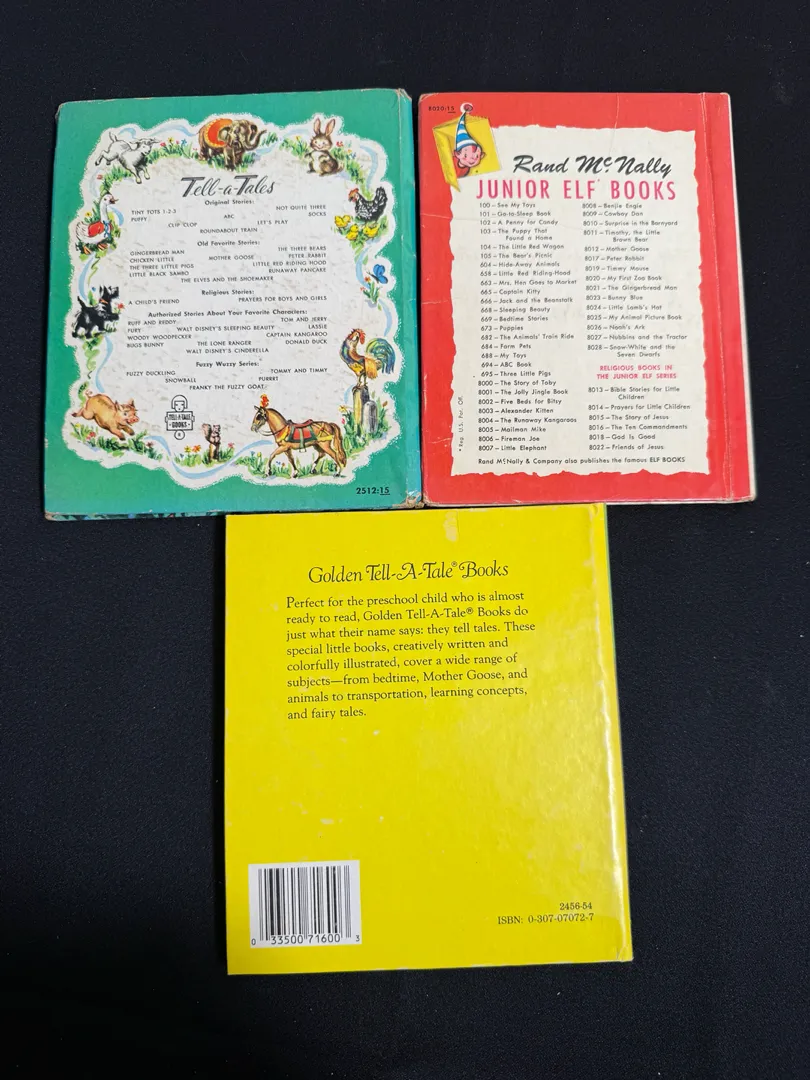 Tell-a-Tales
Original Stories:
TINY TOTS 1-2-3 NOT QUITE THREE
PUFFY ABC SOCKS
CLIP CLOP LET'S PLAY
ROUNDABOUT TRAIN
Old Favorite Stories:
GINGERBREAD MAN THE THREE BEARS
CHICKEN LITTLE MOTHER GOOSE PETER RABBIT
THE THREE LITTLE PIGS LITTLE RED RIDING HOOD
LITTLE BLACK SAMBO RUNAWAY PANCAKE
THE ELVES AND THE SHOEMAKER
Religious Stories:
A CHILD'S FRIEND PRAYERS FOR BOYS AND GIRLS
Authorized Stories About Your Favorite Characters:
RUFF AND REDDY TOM AND JERRY
FURY WALT DISNEY'S SLEEPING BEAUTY LASSIE
WOODY WOODPECKER CAPTAIN KANGAROO
BUGS BUNNY THE LONE RANGER DONALD DUCK
WALT DISNEY'S CINDERELLA
Fuzzy Wuzzy Series:
FUZZY DUCKLING TOMMY AND TIMMY
SNOWBALL PURRRT
FRANKY THE FUZZY GOAT
TELL-A-TALE
BOOKS
2512:15
8020:15
Rand McNally
JUNIOR ELF* BOOKS
100 – See My Toys
101 – Go-to-Sleep Book
102 – A Penny for Candy
103 – The Puppy That
Found a Home
104 – The Little Red Wagon
105 – The Bear's Picnic
604 – Hide-Away Animals
658 – Little Red Riding-Hood
663 – Mrs. Hen Goes to Market
665 – Captain Kitty
666 – Jack and the Beanstalk
668 – Sleeping Beauty
669 – Bedtime Stories
673 – Puppies
682 – The Animals' Train Ride
684 – Farm Pets
688 – My Toys
694 – ABC Book
695 – Three Little Pigs
8000 – The Story of Toby
8001 – The Jolly Jingle Book
8002 – Five Beds for Bitsy
8003 – Alexander Kitten
8004 – The Runaway Kangaroos
8005 – Mailman Mike
8006 – Fireman Joe
8007 – Little Elephant
8008 – Benjie Engie
8009 – Cowboy Dan
8010 – Surprise in the Barnyard
8011 – Timothy, the Little
Brown Bear
8012 – Mother Goose
8017 – Peter Rabbit
8019 – Timmy Mouse
8020 – My First Zoo Book
8021 – The Gingerbread Man
8023 – Bunny Blue
8024 – Little Lamb's Hat
8025 – My Animal Picture Book
8026 – Noah's Ark
8027 – Nubbins and the Tractor
8028 – Snow-White and the
Seven Dwarfs
RELIGIOUS BOOKS IN
THE JUNIOR ELF SERIES
8013 – Bible Stories for Little
Children
8014 – Prayers for Little Children
8015 – The Story of Jesus
8016 – The Ten Commandments
8018 – God Is Good
8022 – Friends of Jesus
*Reg. U.S. Pat. Off.
Rand McNally & Company also publishes the famous ELF BOOKS
Golden Tell-A-Tale® Books
Perfect for the preschool child who is almost
ready to read, Golden Tell-A-Tale® Books do
just what their name says: they tell tales. These
special little books, creatively written and
colorfully illustrated, cover a wide range of
subjects—from bedtime, Mother Goose, and
animals to transportation, learning concepts,
and fairy tales.
0 33500 71600 3
2456-54
ISBN: 0-307-07072-7